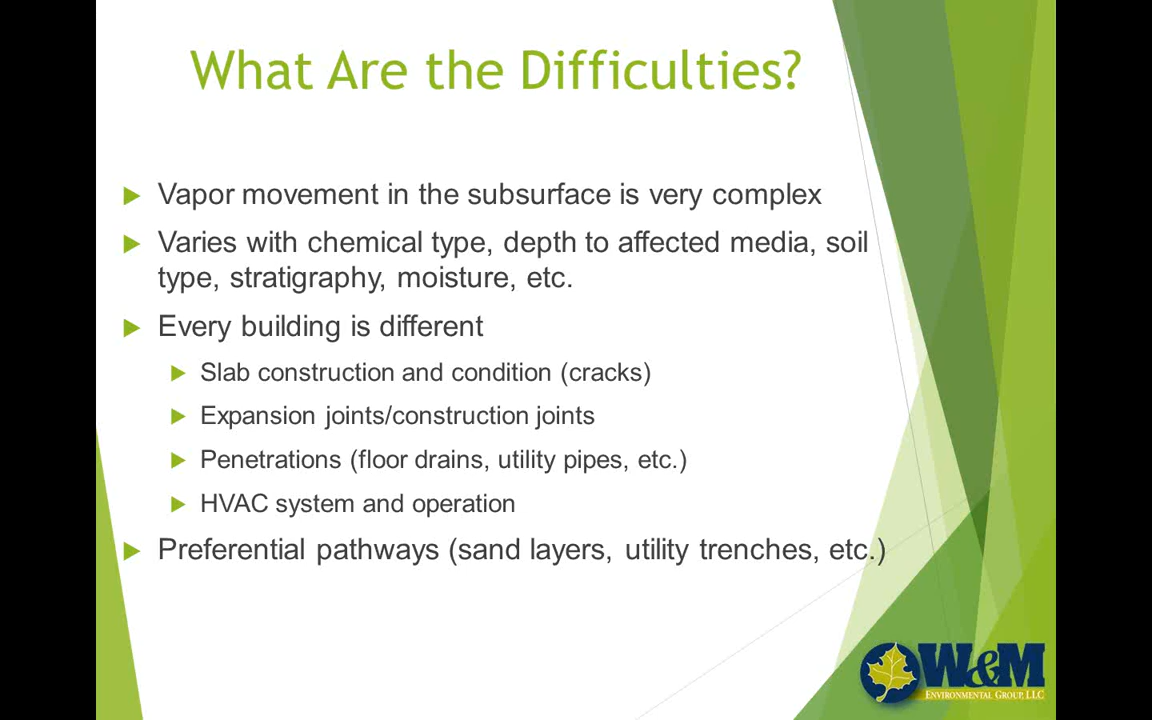 What Are the Difficulties?
Vapor movement in the subsurface is very complex
Varies with chemical type, depth to affected media, soil
type, stratigraphy, moisture, etc.
Every building is different
Slab construction and condition (cracks)
Expansion joints/construction joints
Penetrations (floor drains, utility pipes, etc.)
HVAC system and operation
Preferential pathways (sand layers, utility trenches, etc.)
W&M
ENVIRONMENTAL GROUP, LLC